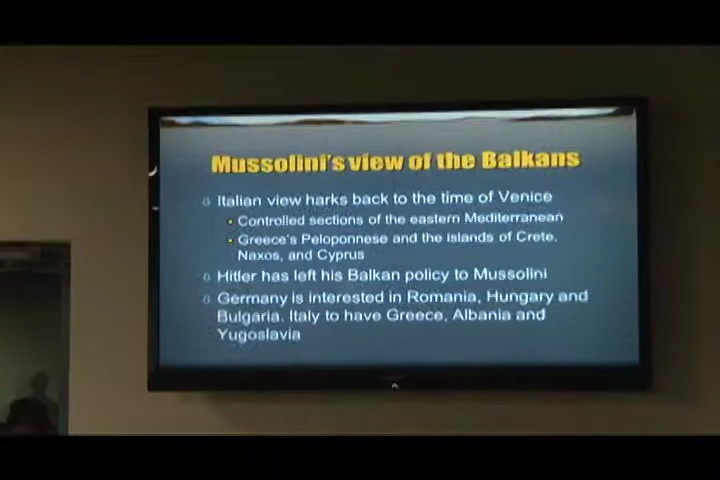 Mussolini's view of the Balkans
Italian view harks back to the time of Venice
• Controlled sections of the eastern Mediterranean
• Greece's Peloponnese and the islands of Crete,
Naxos, and Cyprus
Hitler has left his Balkan policy to Mussolini
Germany is interested in Romania, Hungary and
Bulgaria. Italy to have Greece, Albania and
Yugoslavia